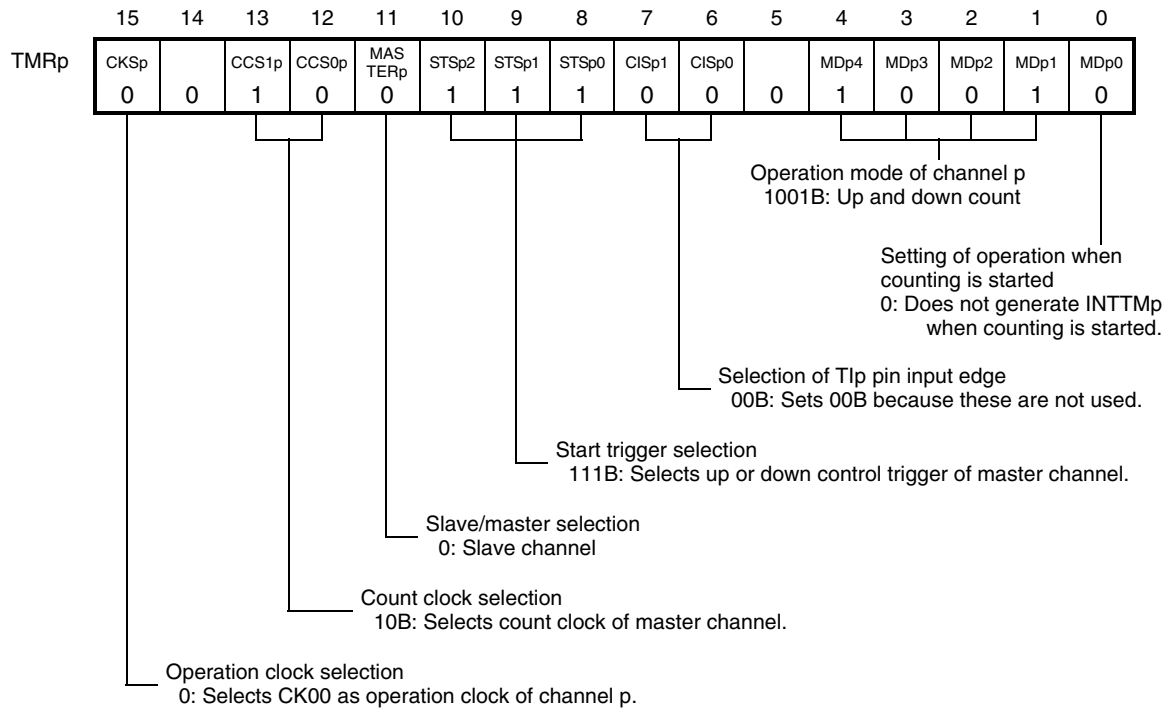 15 14 13 12 11 10 9 8 7 6 5 4 3 2 1 0
TMRp CKSp CCS1p CCS0p MAS TERp STSp2 STSp1 STSp0 CISp1 CISp0 MDp4 MDp3 MDp2 MDp1 MDp0
0 0 1 0 0 1 1 1 0 0 0 1 0 0 1 0
Operation mode of channel p
1001B: Up and down count
Setting of operation when
counting is started
0: Does not generate INTTMp
when counting is started.
Selection of TIp pin input edge
00B: Sets 00B because these are not used.
Start trigger selection
111B: Selects up or down control trigger of master channel.
Slave/master selection
0: Slave channel
Count clock selection
10B: Selects count clock of master channel.
Operation clock selection
0: Selects CK00 as operation clock of channel p.